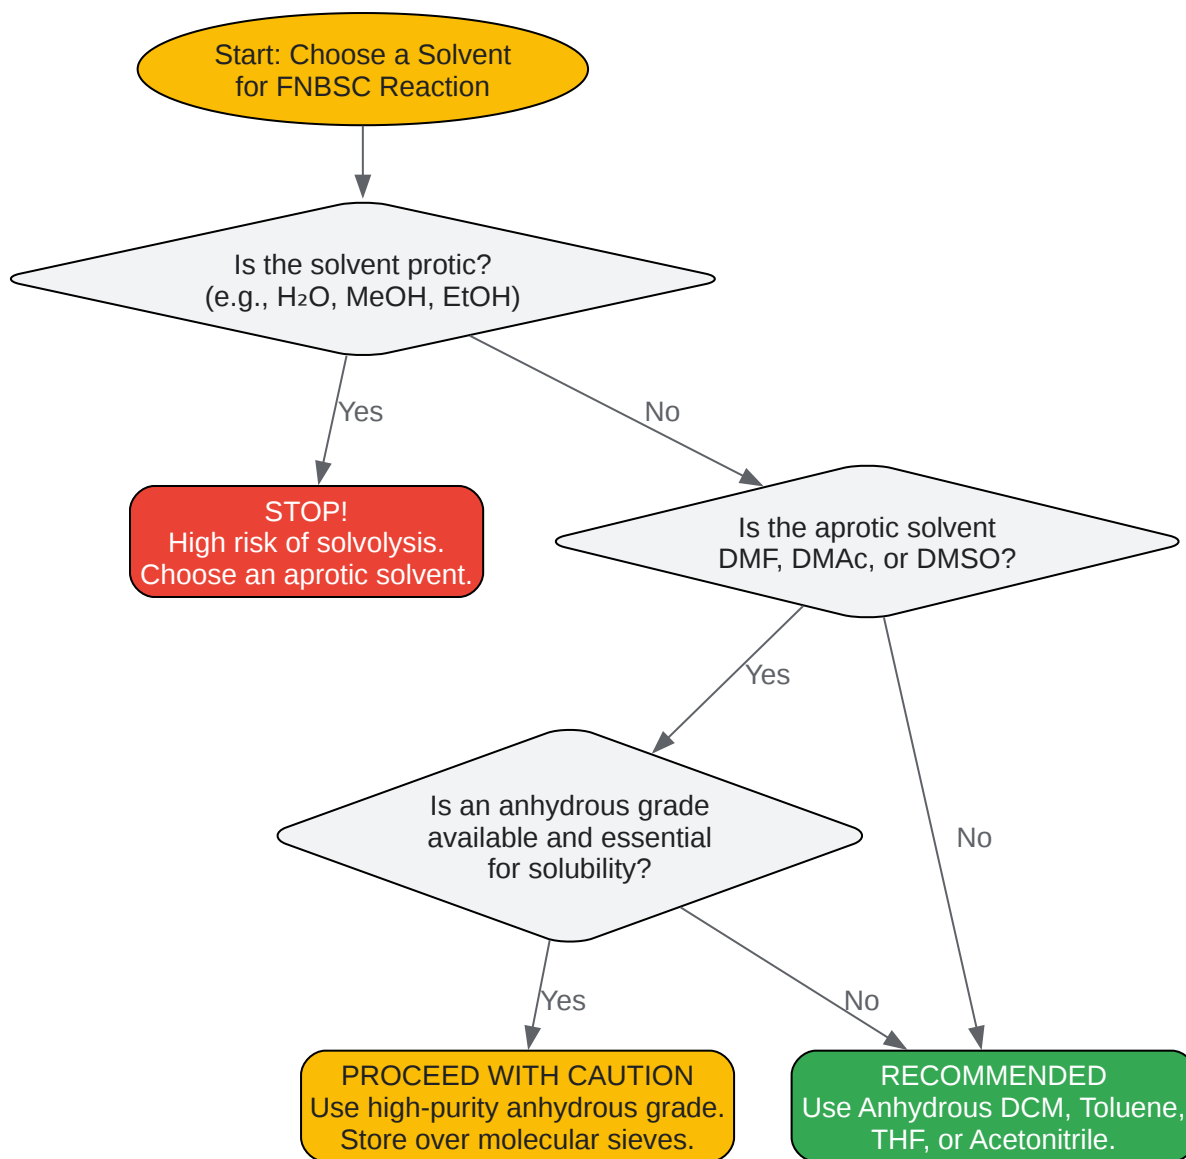 Start: Choose a Solvent
for FNBSC Reaction
Is the solvent protic?
(e.g., H₂O, MeOH, EtOH)
Yes
No
STOP!
High risk of solvolysis.
Choose an aprotic solvent.
Is the aprotic solvent
DMF, DMAc, or DMSO?
Yes
No
Is an anhydrous grade
available and essential
for solubility?
Yes
No
PROCEED WITH CAUTION
Use high-purity anhydrous grade.
Store over molecular sieves.
RECOMMENDED
Use Anhydrous DCM, Toluene,
THF, or Acetonitrile.